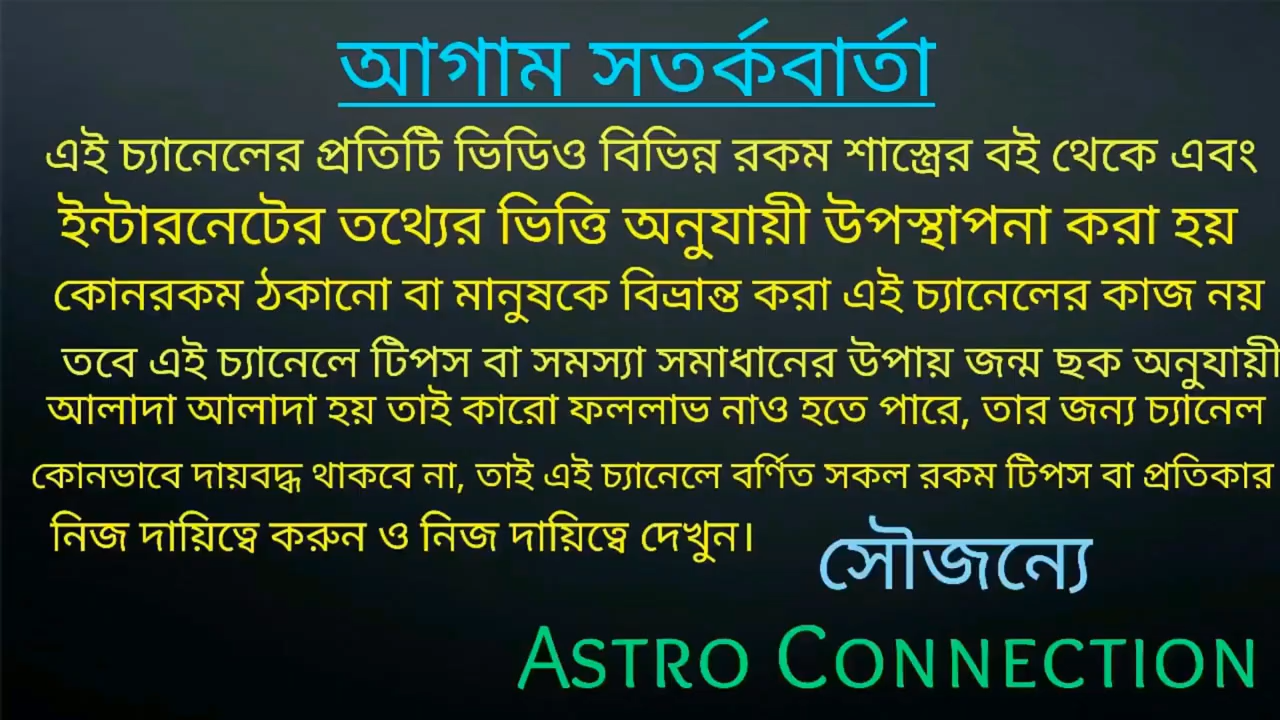 আগাম সতর্কবার্তা
এই চ্যানেলের প্রতিটি ভিডিও বিভিন্ন রকম শাস্ত্রের বই থেকে এবং
ইন্টারনেটের তথ্যের ভিত্তি অনুযায়ী উপস্থাপনা করা হয়
কোনরকম ঠকানো বা মানুষকে বিভ্রান্ত করা এই চ্যানেলের কাজ নয়
তবে এই চ্যানেলে টিপস বা সমস্যা সমাধানের উপায় জন্ম ছক অনুযায়ী
আলাদা আলাদা হয় তাই কারো ফললাভ নাও হতে পারে, তার জন্য চ্যানেল
কোনভাবে দায়বদ্ধ থাকবে না, তাই এই চ্যানেলে বর্ণিত সকল রকম টিপস বা প্রতিকার
নিজ দায়িত্বে করুন ও নিজ দায়িত্বে দেখুন।
সৌজন্যে
Astro Connection